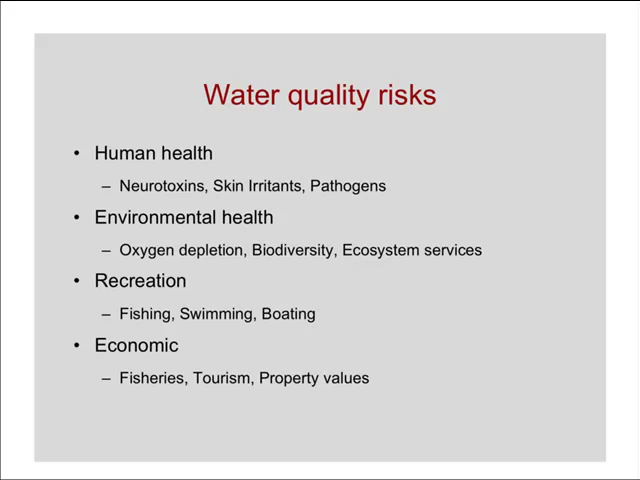 Water quality risks
• Human health
– Neurotoxins, Skin Irritants, Pathogens
• Environmental health
– Oxygen depletion, Biodiversity, Ecosystem services
• Recreation
– Fishing, Swimming, Boating
• Economic
– Fisheries, Tourism, Property values